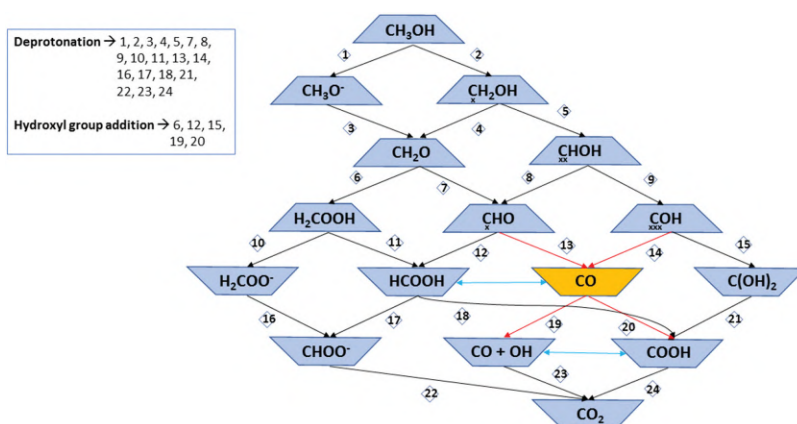 Deprotonation → 1, 2, 3, 4, 5, 7, 8,
9, 10, 11, 13, 14,
16, 17, 18, 21,
22, 23, 24
Hydroxyl group addition → 6, 12, 15,
19, 20
CH₃OH
1 2
CH₃O⁻ CH₂OH
x
3 4 5
CH₂O CHOH
xx
6 7 8 9
H₂COOH CHO COH
x xxx
10 11 12 13 14 15
H₂COO⁻ HCOOH CO C(OH)₂
16 17 18 19 20 21
CHOO⁻ CO + OH COOH
22 23 24
CO₂